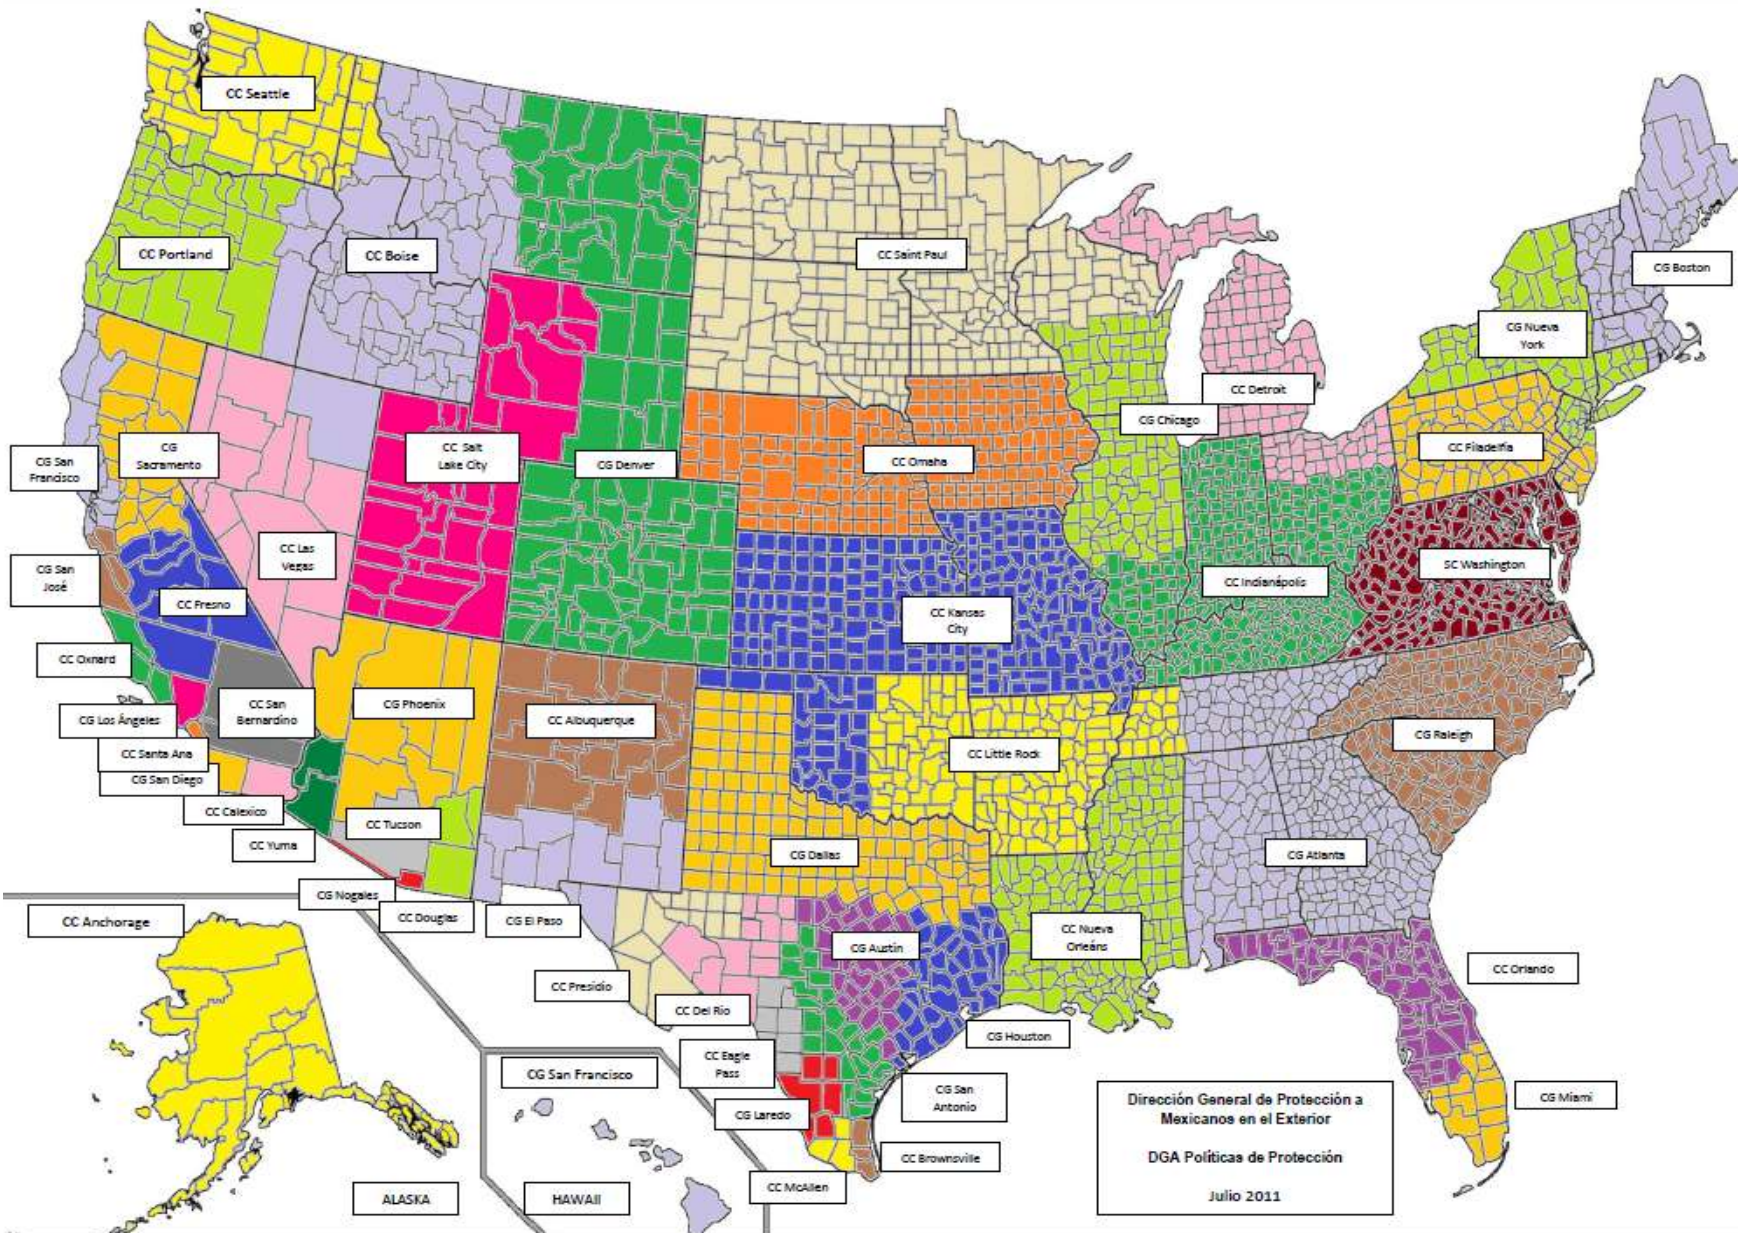 CC Seattle
CC Portland
CC Boise
CC Saint Paul
CG Boston
CG Nueva
York
CC Detroit
CG Chicago
CG
Sacramento
CG San
Francisco
CC Salt
Lake City
CG Denver
CC Omaha
CC Filadelfia
CC Las
Vegas
CG San
José
CC Fresno
CC Kansas
City
CC Indianápolis
SC Washington
CC Oxnard
CG Los Ángeles
CC San
Bernardino
CG Phoenix
CC Albuquerque
CC Little Rock
CG Raleigh
CC Santa Ana
CG San Diego
CC Calexico
CC Yuma
CC Tucson
CG Dallas
CG Atlanta
CG Nogales
CC Douglas
CG El Paso
CC Anchorage
CG Austin
CC Nueva
Orleáns
CC Orlando
CC Presidio
CC Del Río
CG Houston
CC Eagle
Pass
CG San Francisco
CG San
Antonio
CG Laredo
CG Miami
CC Brownsville
CC McAllen
ALASKA
HAWAII
Dirección General de Protección a
Mexicanos en el Exterior
DGA Políticas de Protección
Julio 2011